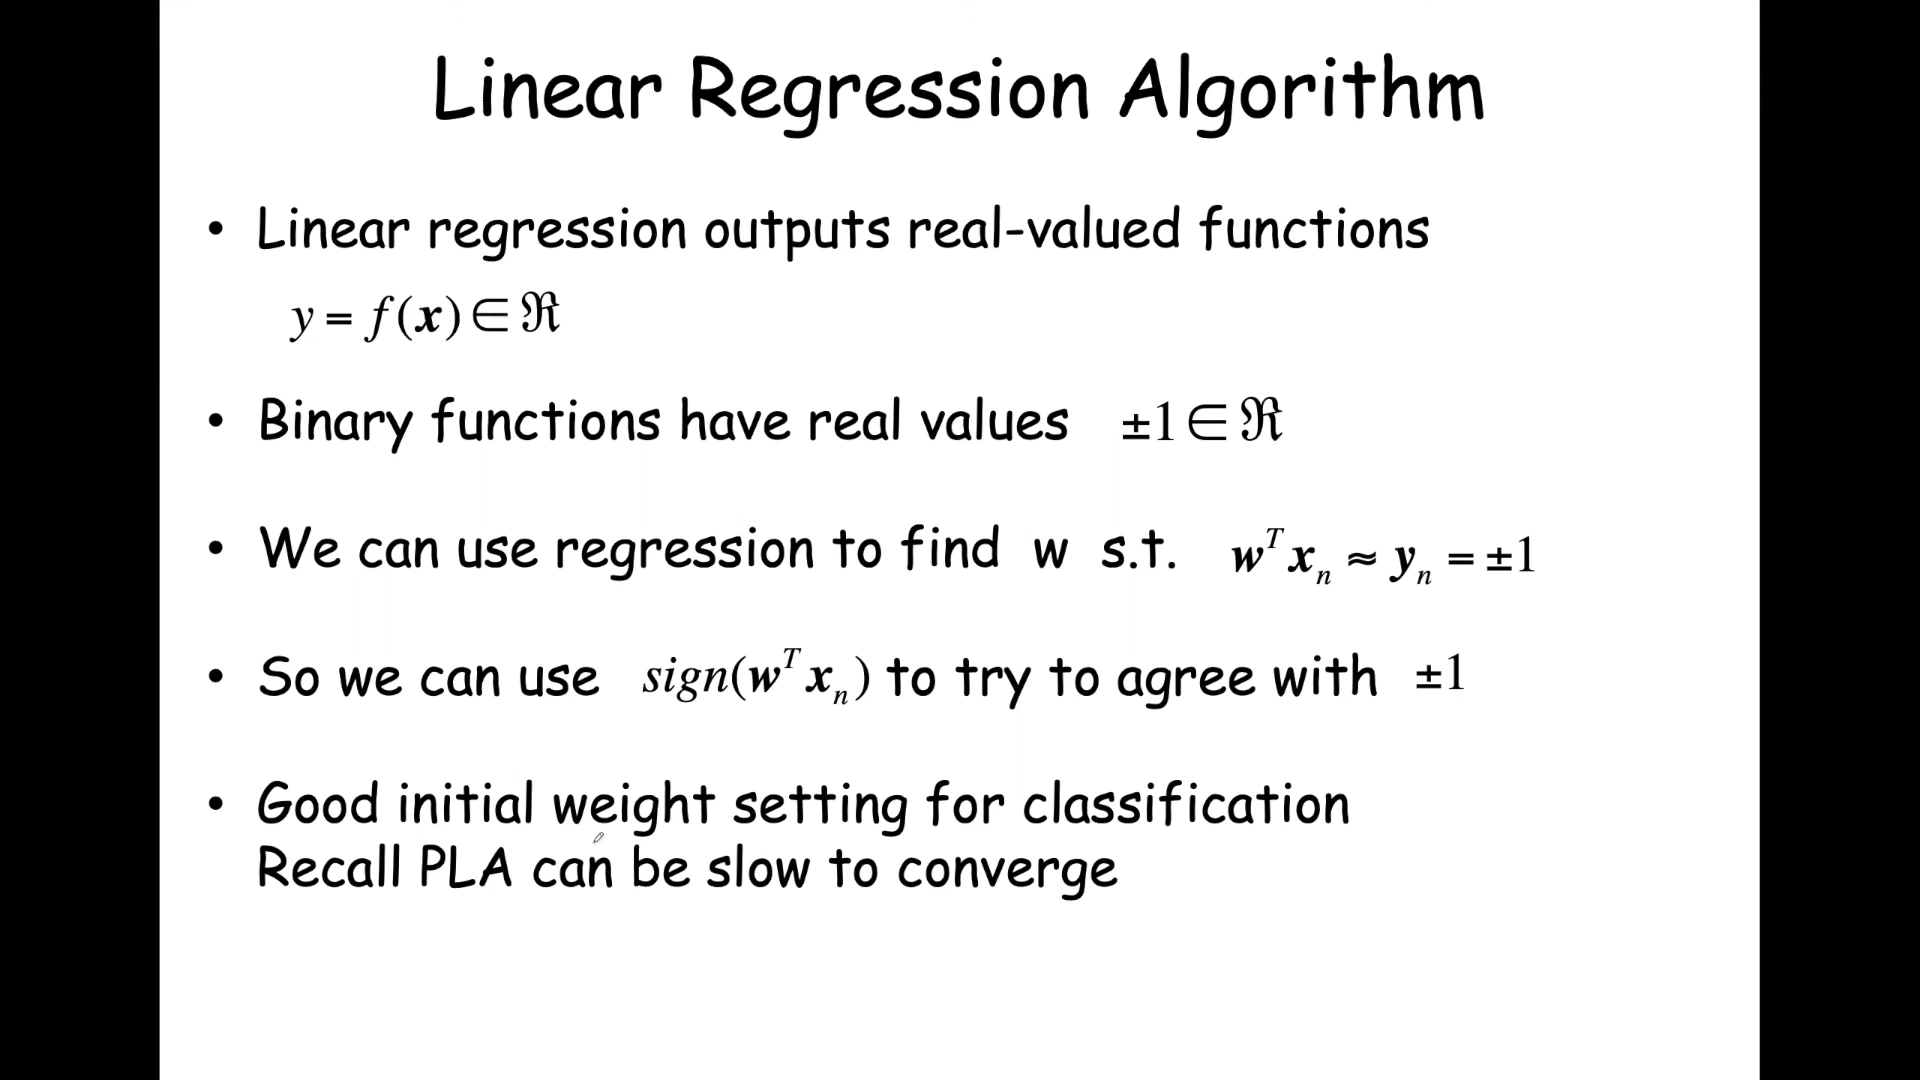 Linear Regression Algorithm
• Linear regression outputs real-valued functions
y = f(x) ∈ ℜ
• Binary functions have real values ±1 ∈ ℜ
• We can use regression to find w s.t. wᵀxₙ ≈ yₙ = ±1
• So we can use sign(wᵀxₙ) to try to agree with ±1
• Good initial weight setting for classification
Recall PLA can be slow to converge